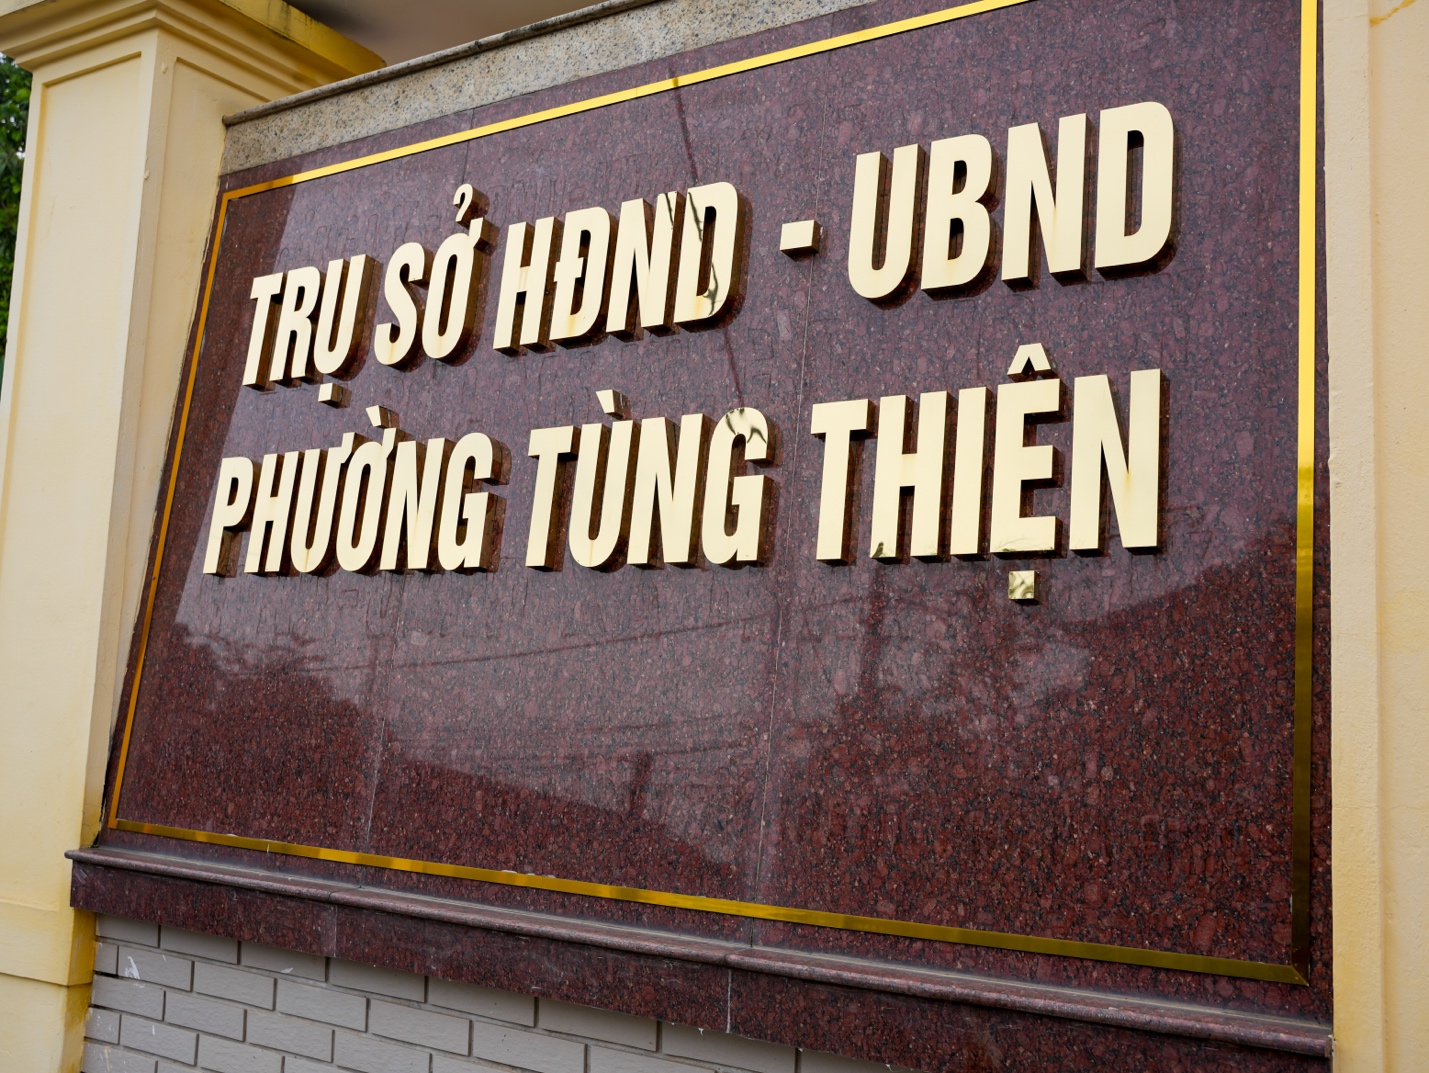 TRỤ SỞ HĐND - UBND
PHƯỜNG TÙNG THIỆN